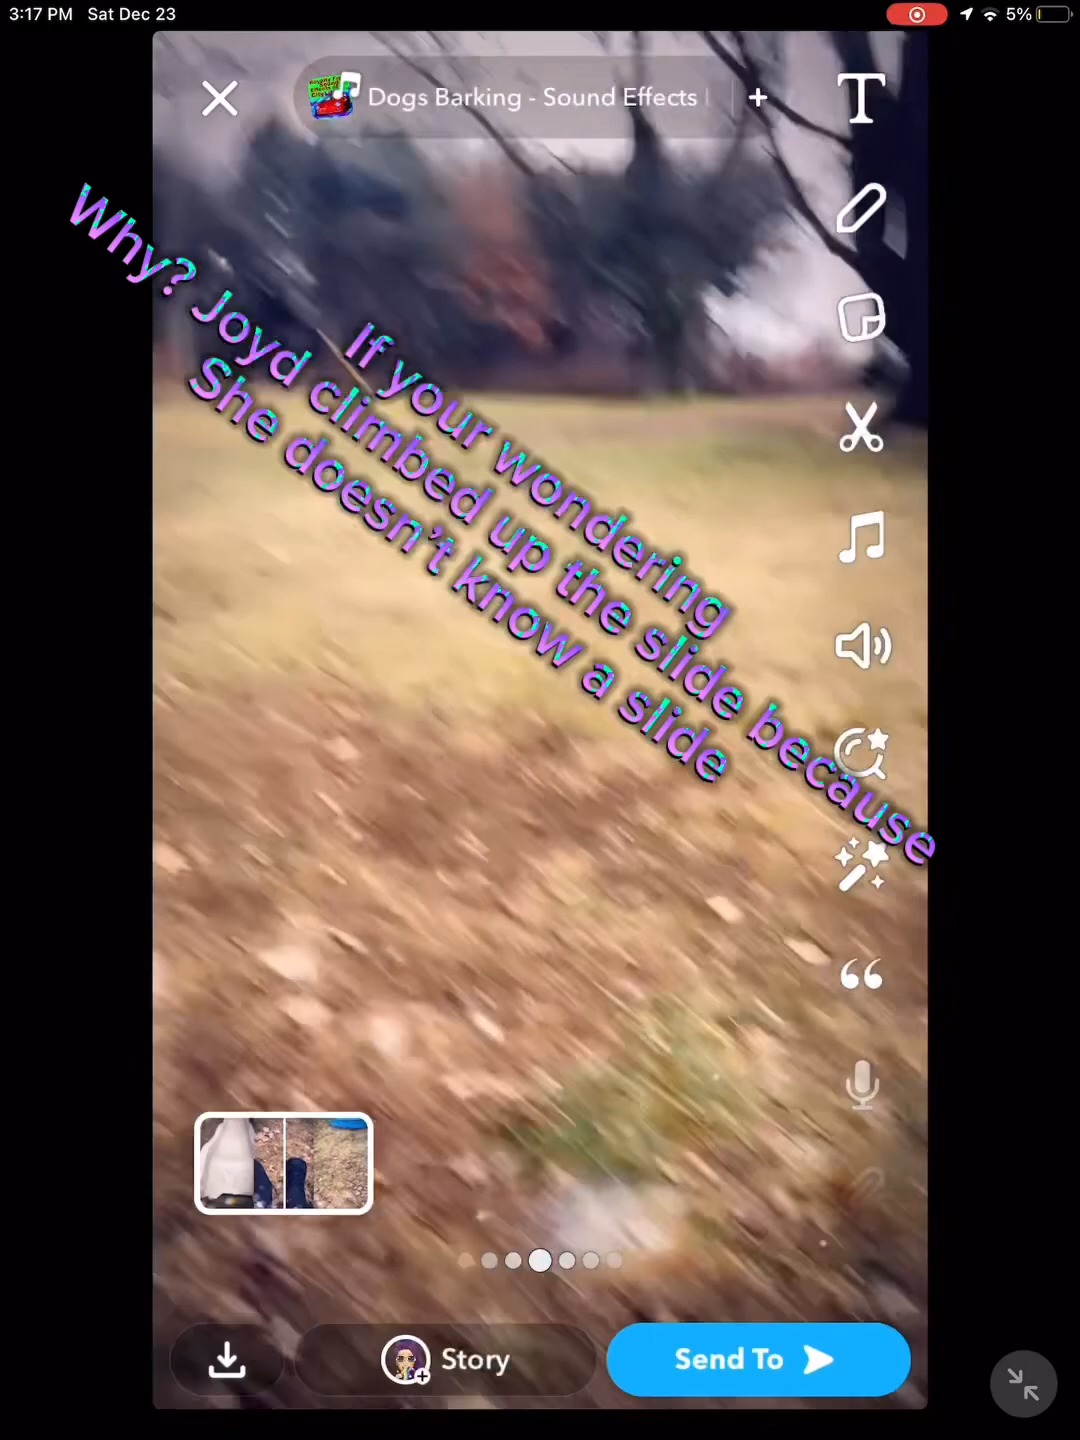 3:17 PM Sat Dec 23
5%
Dogs Barking - Sound Effects
If your wondering
Why? Joyd climbed up the slide because
She doesn't know a slide
Story
Send To